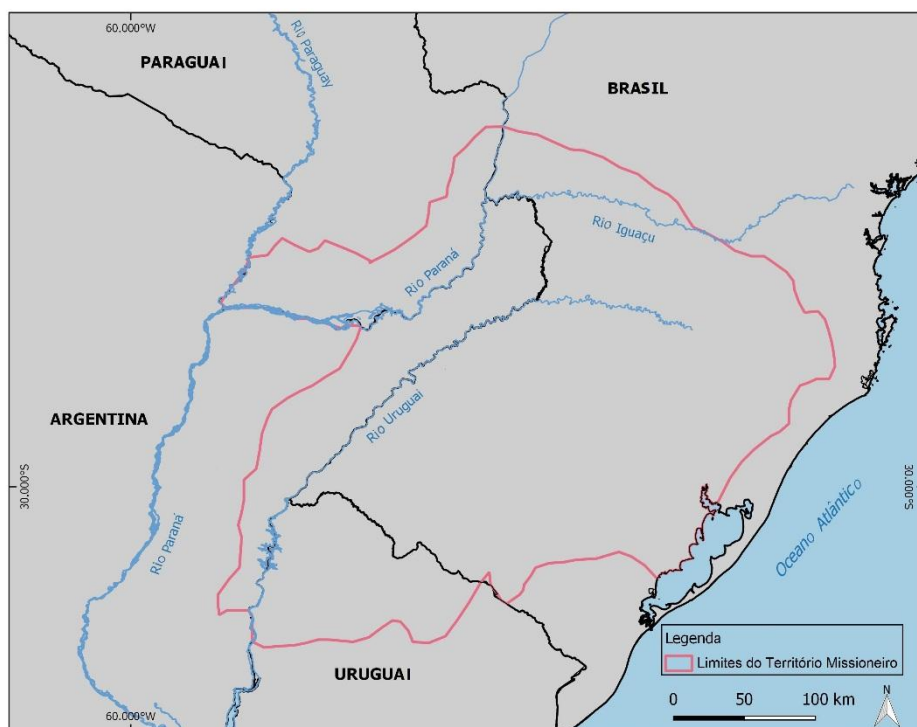 60.000°W
PARAGUAI
Rio Paraguay
BRASIL
Rio Iguaçu
Rio Paraná
ARGENTINA
Rio Uruguai
30.000°S
30.000°S
Rio Paraná
Oceano Atlântico
URUGUAI
Legenda
Limites do Território Missioneiro
0 50 100 km
N
60.000°W